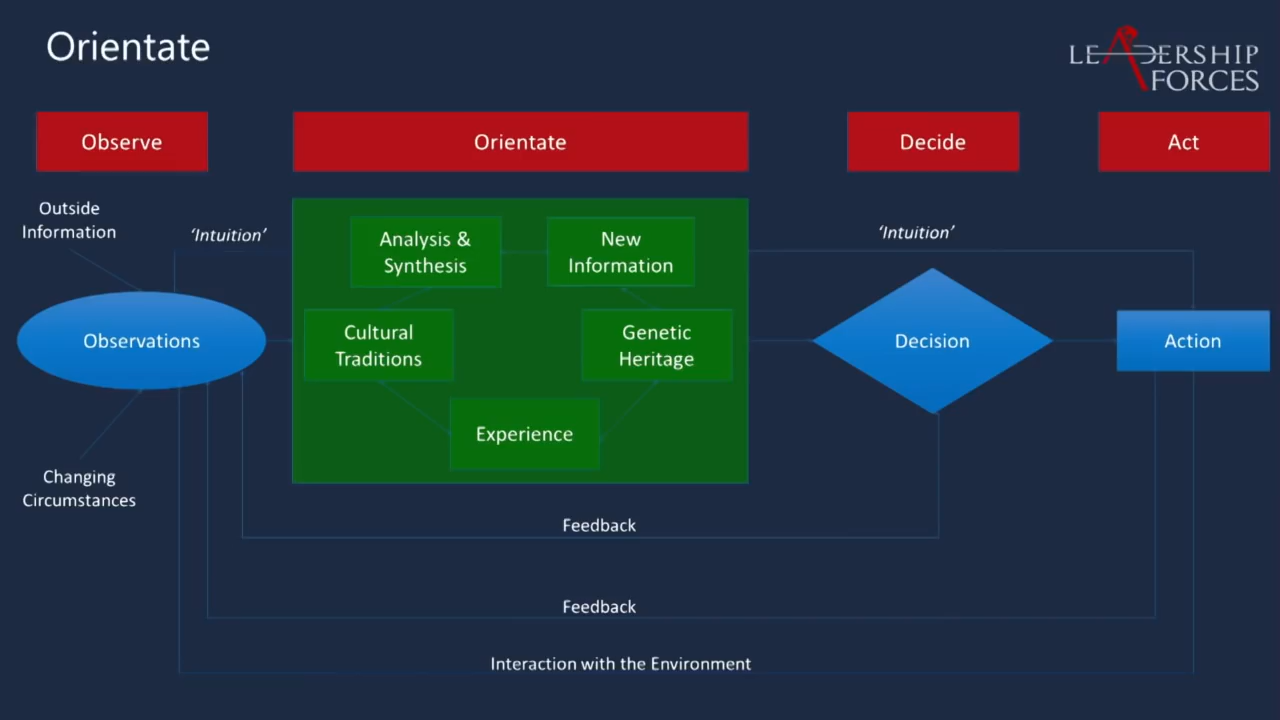 Orientate
LEADERSHIP
FORCES
Observe
Orientate
Decide
Act
Outside
Information
‘Intuition’
‘Intuition’
Analysis &
Synthesis
New
Information
Observations
Cultural
Traditions
Genetic
Heritage
Decision
Action
Experience
Changing
Circumstances
Feedback
Feedback
Interaction with the Environment